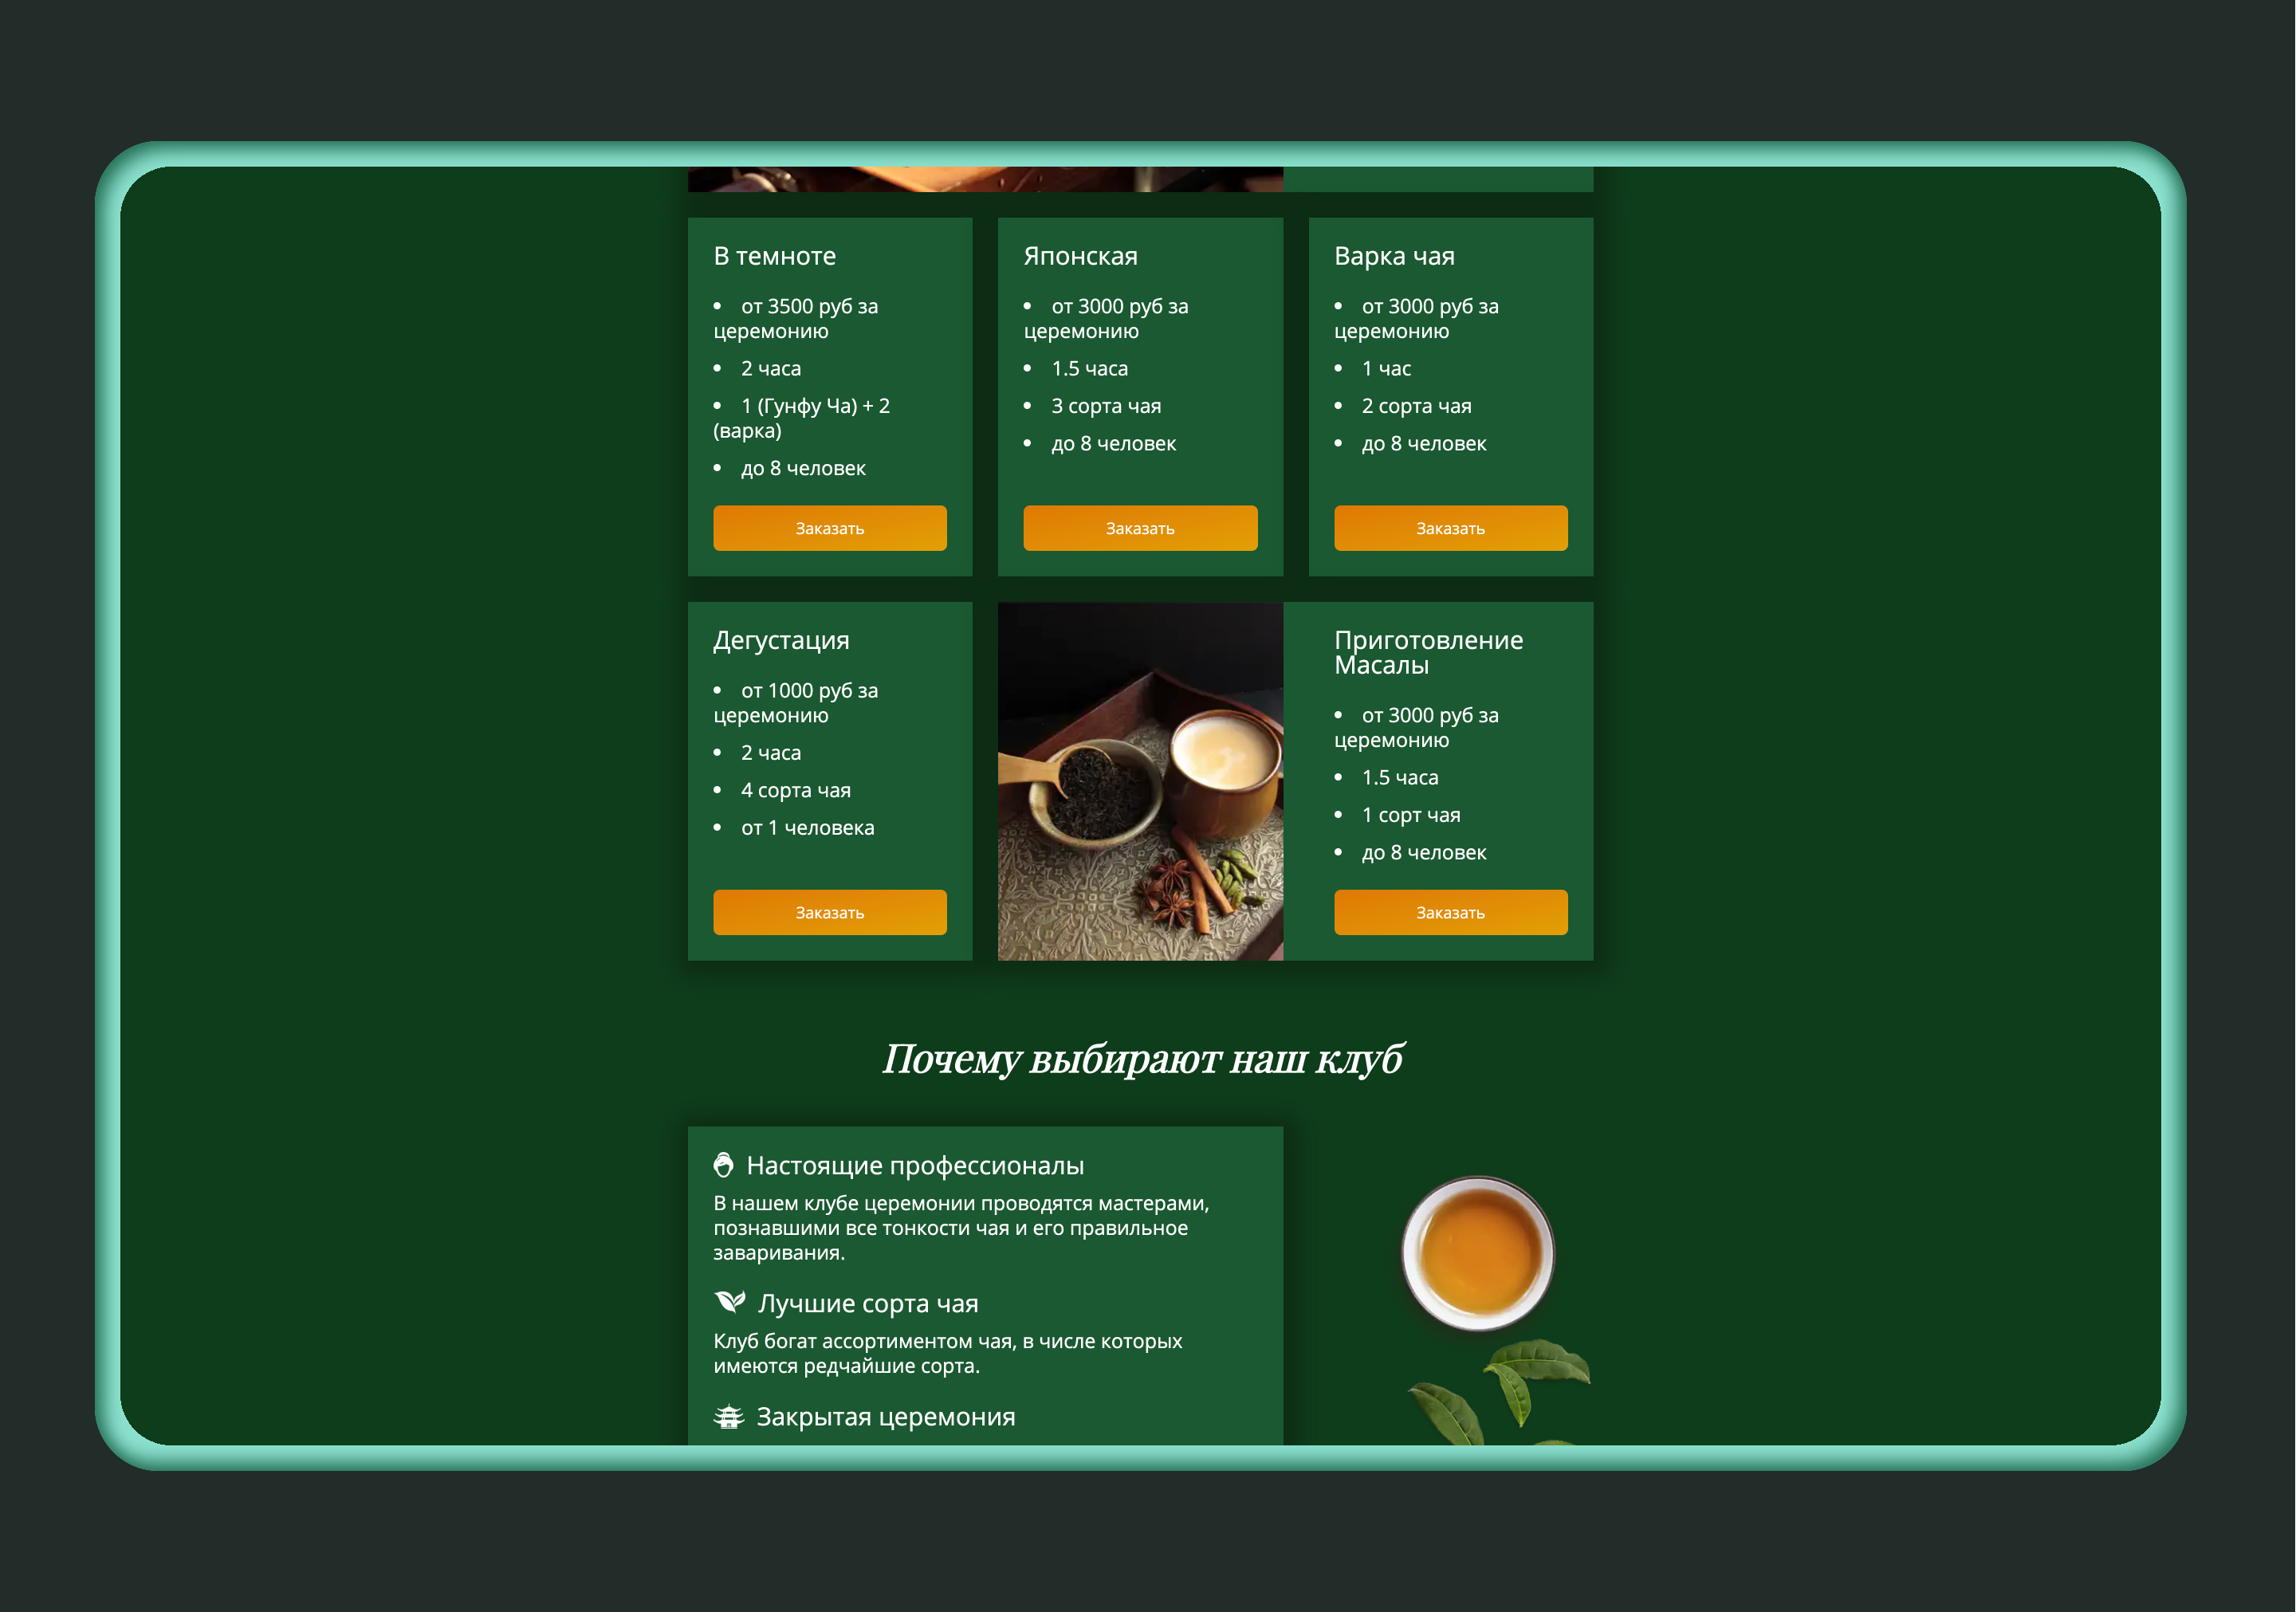 В темноте
• от 3500 руб за
церемонию
• 2 часа
• 1 (Гунфу Ча) + 2
(варка)
• до 8 человек
Заказать
Японская
• от 3000 руб за
церемонию
• 1.5 часа
• 3 сорта чая
• до 8 человек
Заказать
Варка чая
• от 3000 руб за
церемонию
• 1 час
• 2 сорта чая
• до 8 человек
Заказать
Дегустация
• от 1000 руб за
церемонию
• 2 часа
• 4 сорта чая
• от 1 человека
Заказать
Приготовление
Масалы
• от 3000 руб за
церемонию
• 1.5 часа
• 1 сорт чая
• до 8 человек
Заказать
Почему выбирают наш клуб
Настоящие профессионалы
В нашем клубе церемонии проводятся мастерами,
познавшими все тонкости чая и его правильное
заваривания.
Лучшие сорта чая
Клуб богат ассортиментом чая, в числе которых
имеются редчайшие сорта.
Закрытая церемония